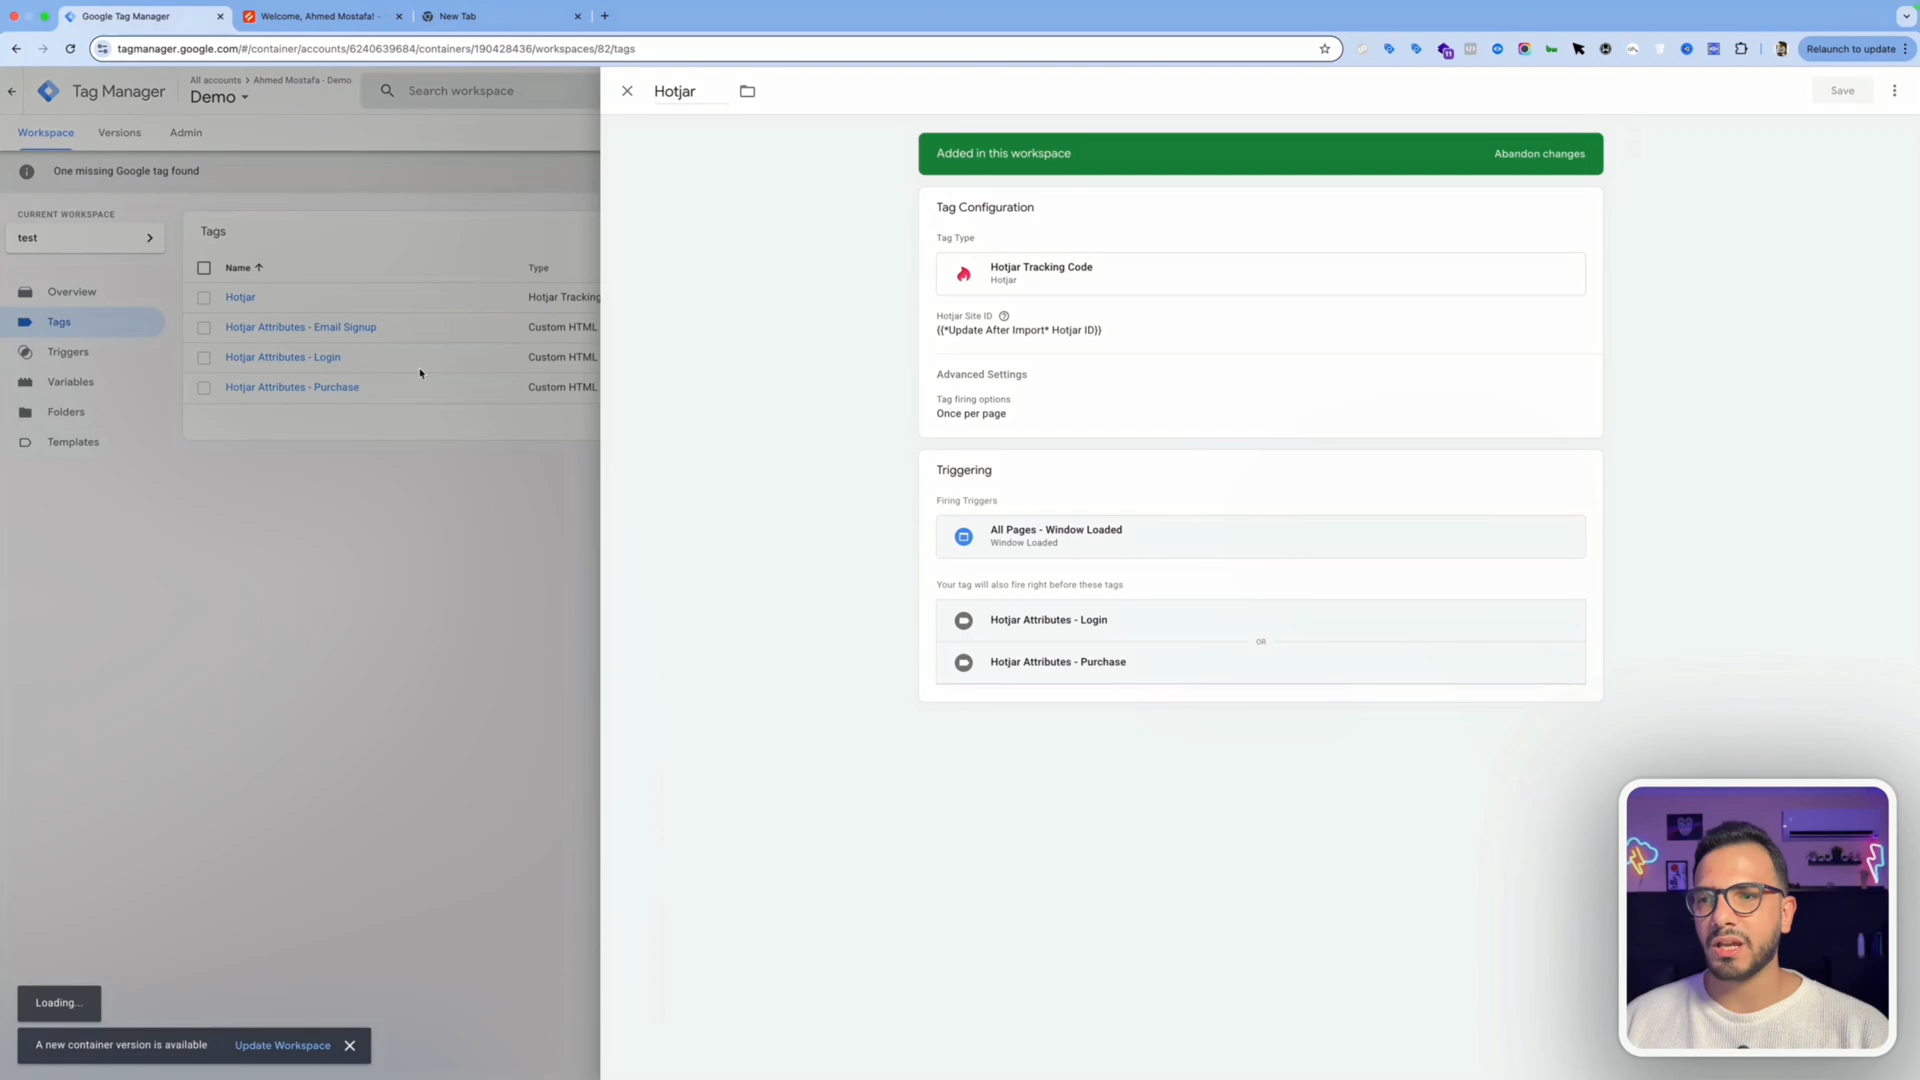 Google Tag Manager
Welcome, Ahmed Mostafa! -
New Tab
tagmanager.google.com/#/container/accounts/6240639684/containers/190428436/workspaces/82/tags
11
Relaunch to update
Tag Manager
All accounts > Ahmed Mostafa - Demo
Demo
Search workspace
Workspace
Versions
Admin
One missing Google tag found
CURRENT WORKSPACE
test
Overview
Tags
Triggers
Variables
Folders
Templates
Tags
Name
Type
Hotjar
Hotjar Tracking
Hotjar Attributes - Email Signup
Custom HTML
Hotjar Attributes - Login
Custom HTML
Hotjar Attributes - Purchase
Custom HTML
Loading...
A new container version is available
Update Workspace
Hotjar
Save
Added in this workspace
Abandon changes
Tag Configuration
Tag Type
Hotjar Tracking Code
Hotjar
Hotjar Site ID
{{*Update After Import* Hotjar ID}}
Advanced Settings
Tag firing options
Once per page
Triggering
Firing Triggers
All Pages - Window Loaded
Window Loaded
Your tag will also fire right before these tags
Hotjar Attributes - Login
OR
Hotjar Attributes - Purchase